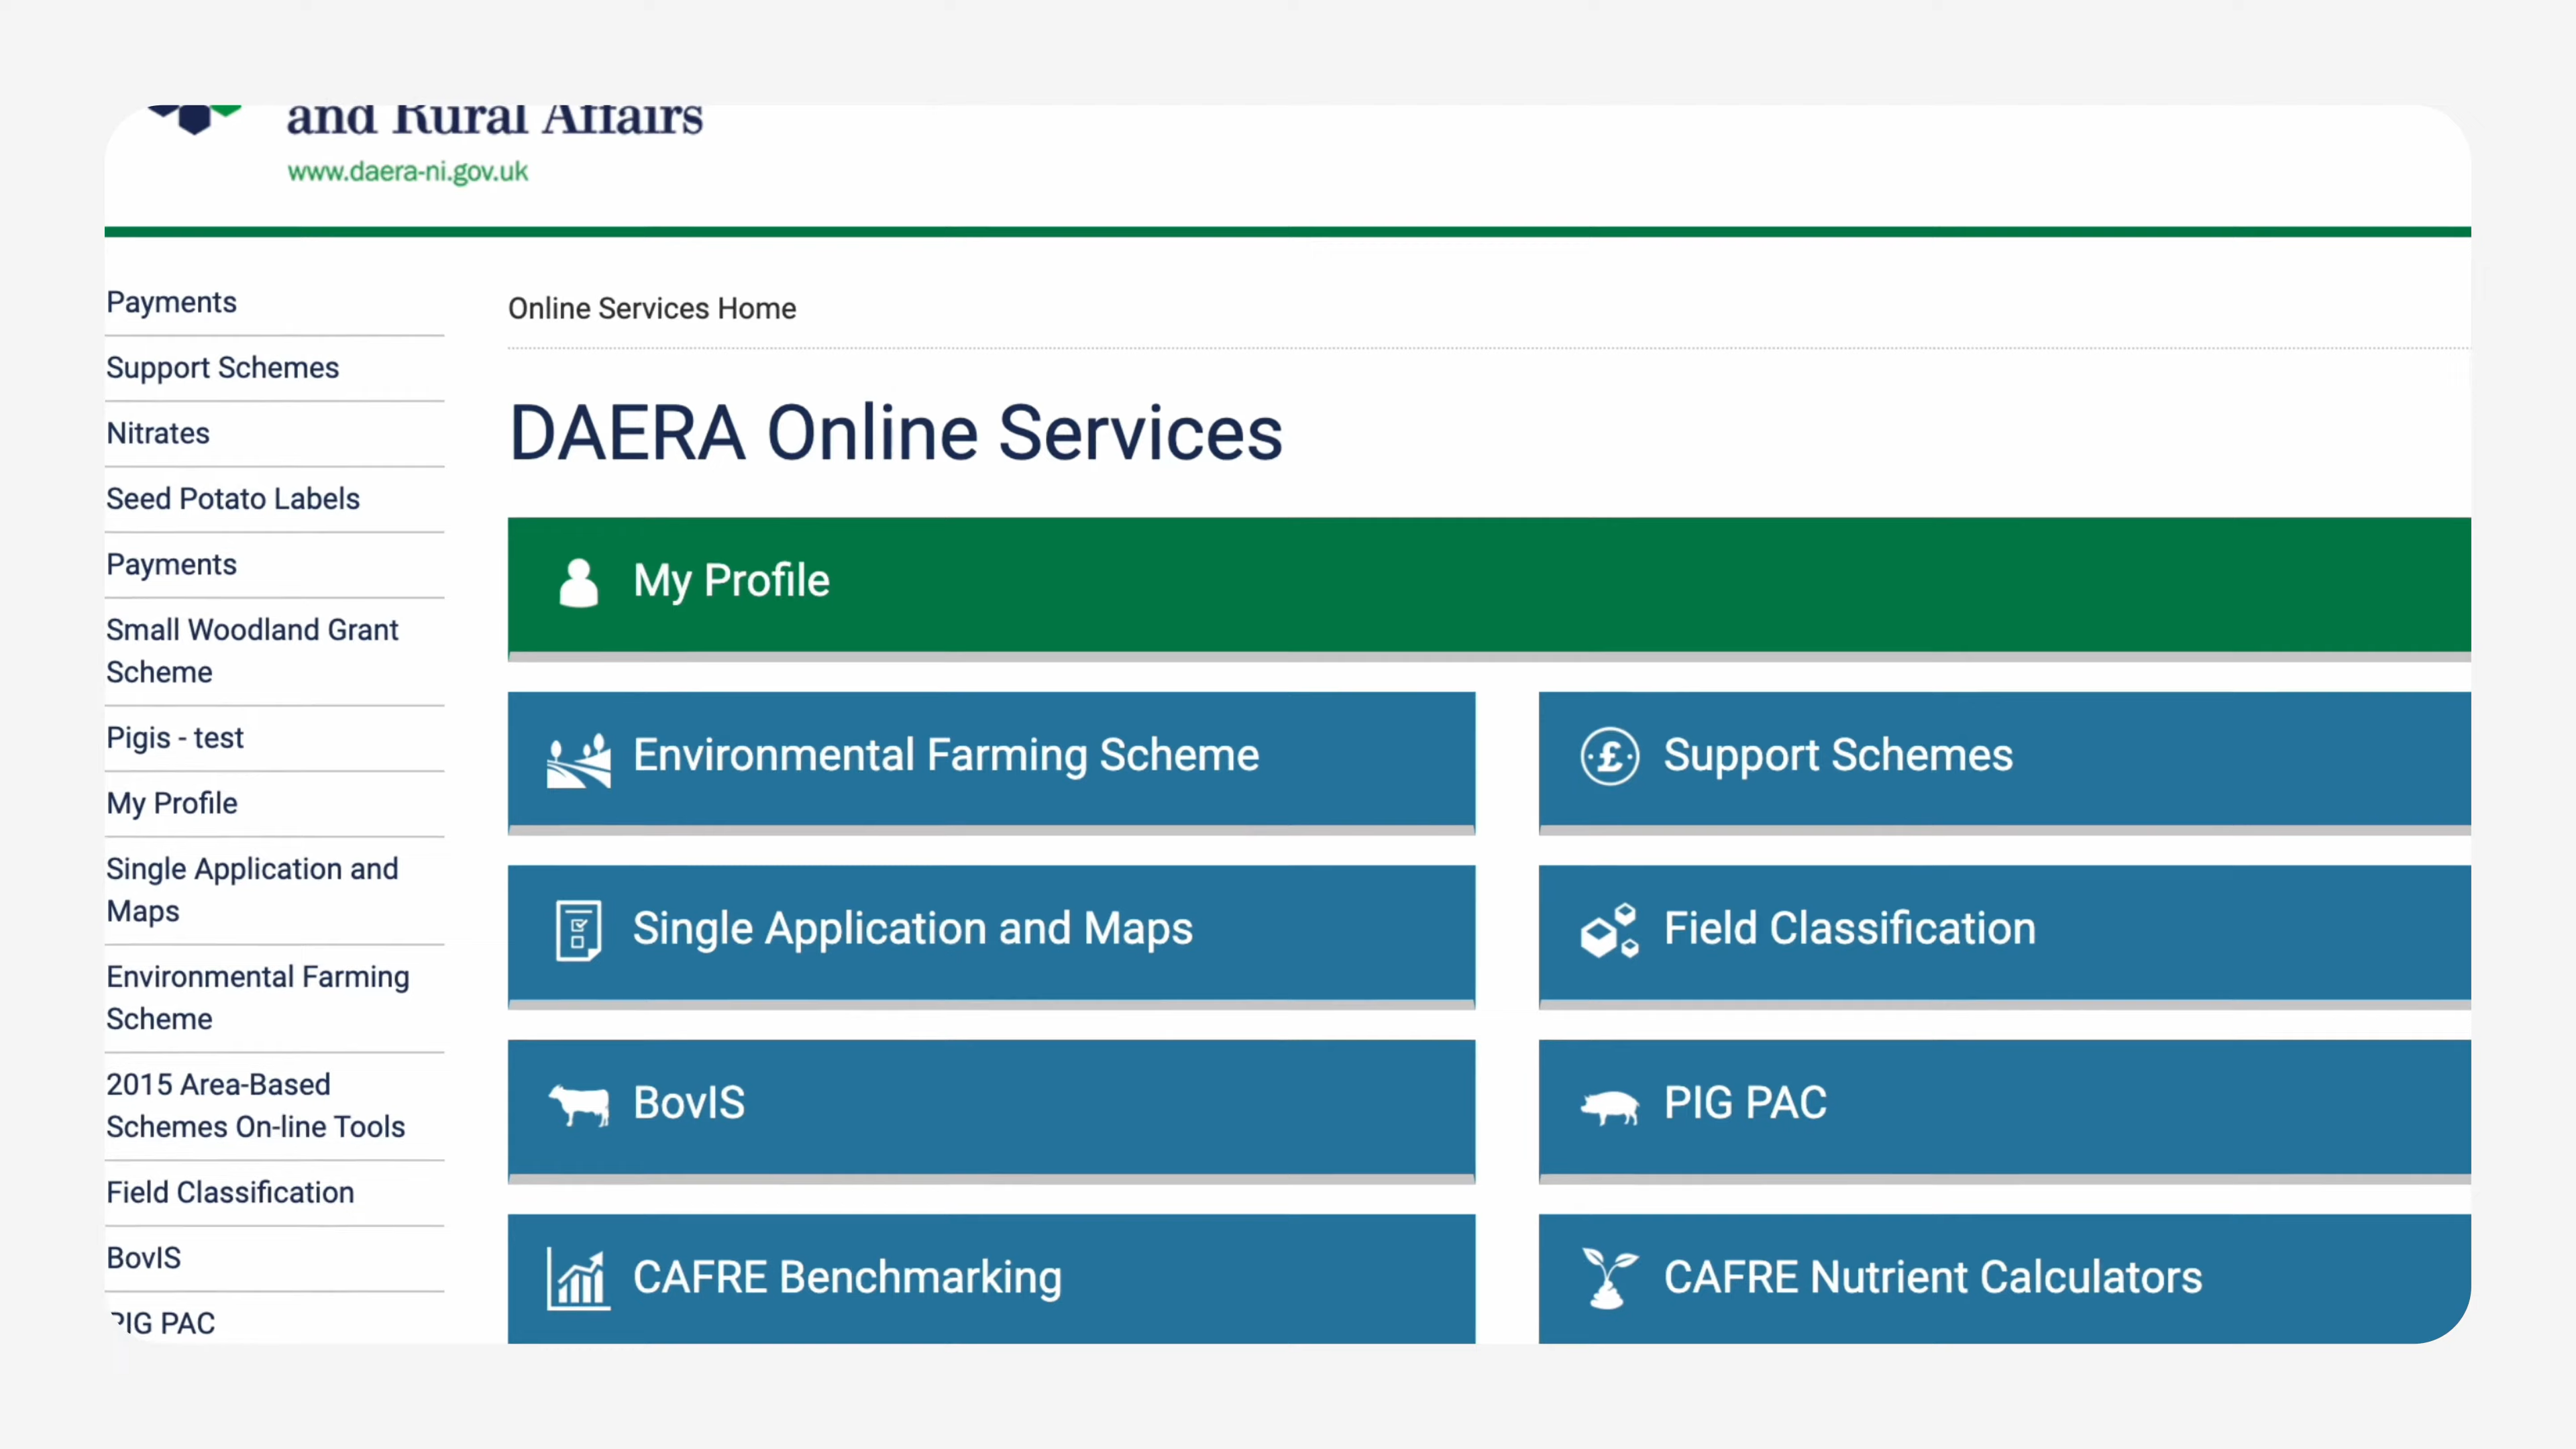 and Rural Affairs
www.daera-ni.gov.uk
Payments
Support Schemes
Nitrates
Seed Potato Labels
Payments
Small Woodland Grant
Scheme
Pigis - test
My Profile
Single Application and
Maps
Environmental Farming
Scheme
2015 Area-Based
Schemes On-line Tools
Field Classification
BovIS
PIG PAC
Online Services Home
DAERA Online Services
My Profile
Environmental Farming Scheme
Support Schemes
Single Application and Maps
Field Classification
BovIS
PIG PAC
CAFRE Benchmarking
CAFRE Nutrient Calculators